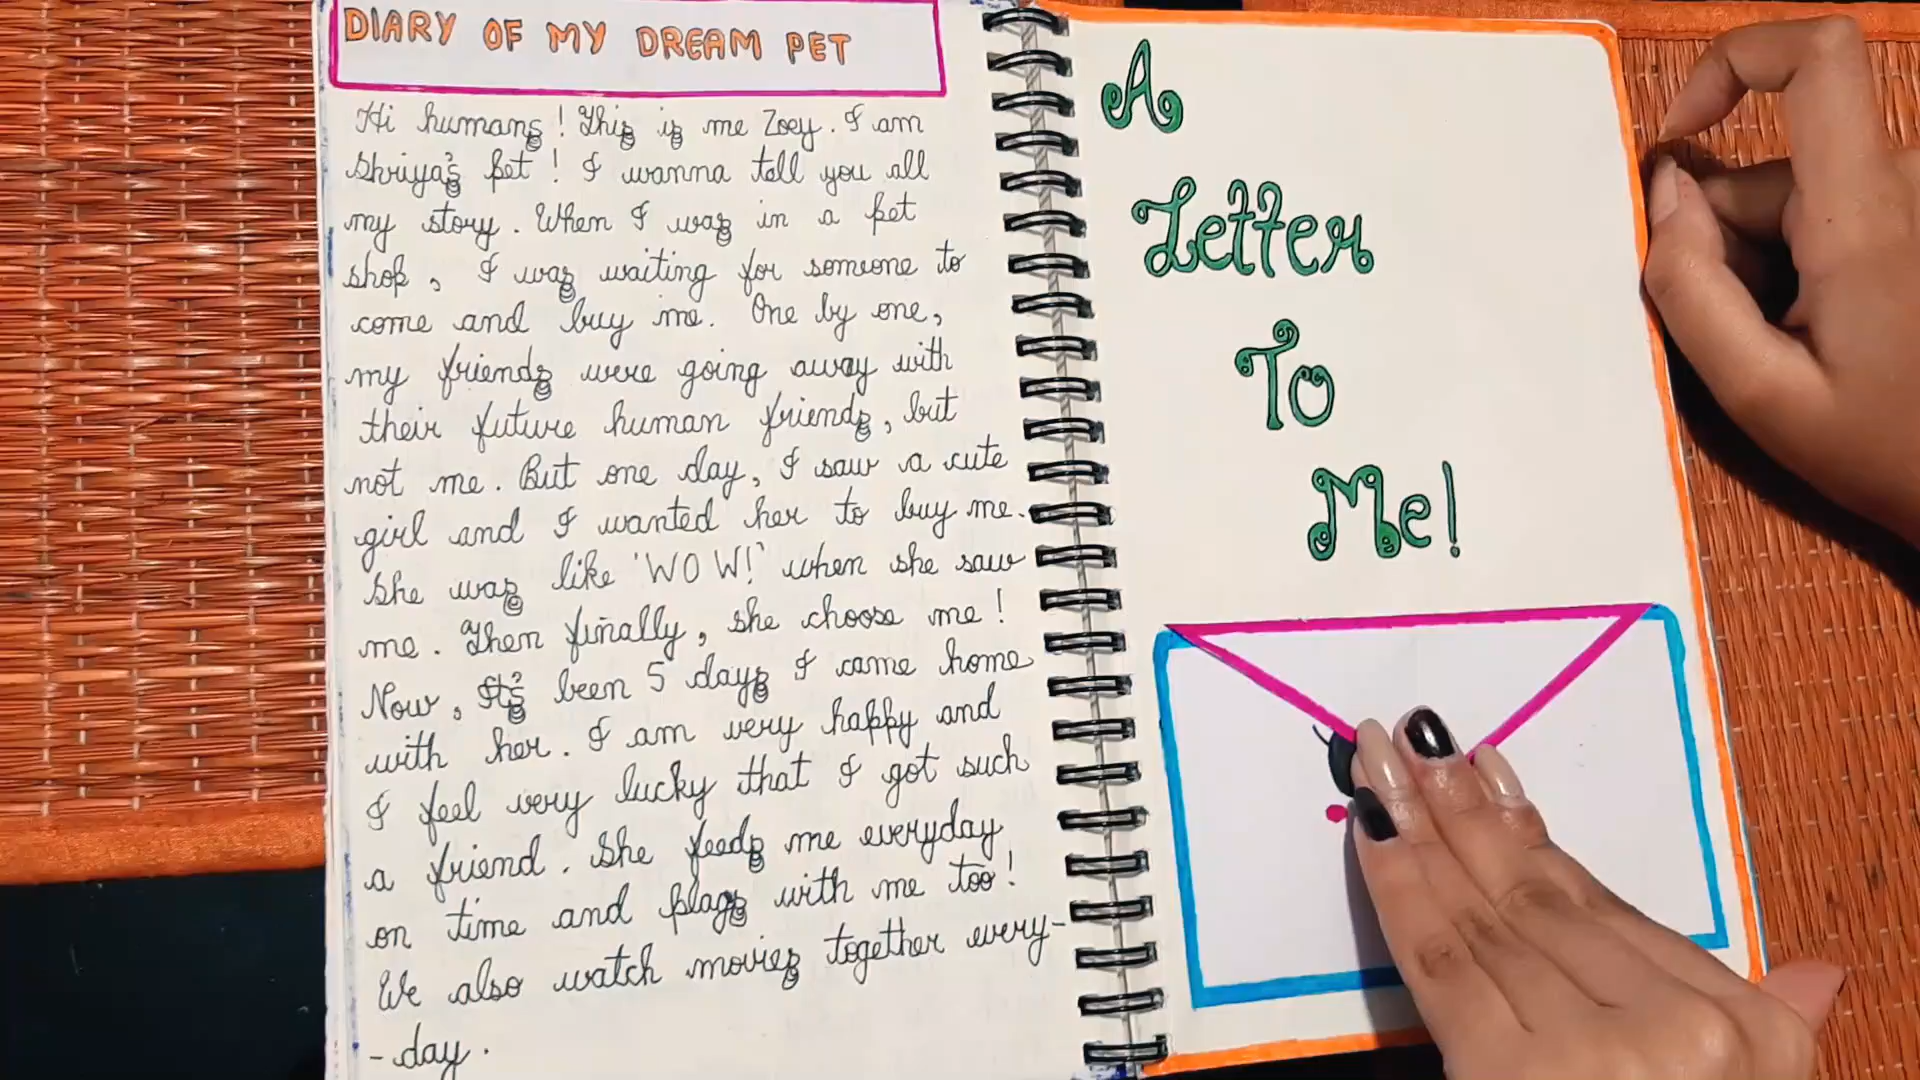 DIARY OF MY DREAM PET
Hi humans! This is me Zoey. I am
Shriya's pet! I wanna tell you all
my story. When I was in a pet
shop, I was waiting for someone to
come and buy me. One by one,
my friends were going away with
their future human friends, but
not me. But one day, I saw a cute
girl and I wanted her to buy me.
She was like 'WOW!' when she saw
me. Then finally, she choose me!
Now, It's been 5 days I came home
with her. I am very happy and
I feel very lucky that I got such
a friend. She feeds me everyday
on time and plays with me too!
We also watch movies together every-
-day.
A
Letter
To
Me!